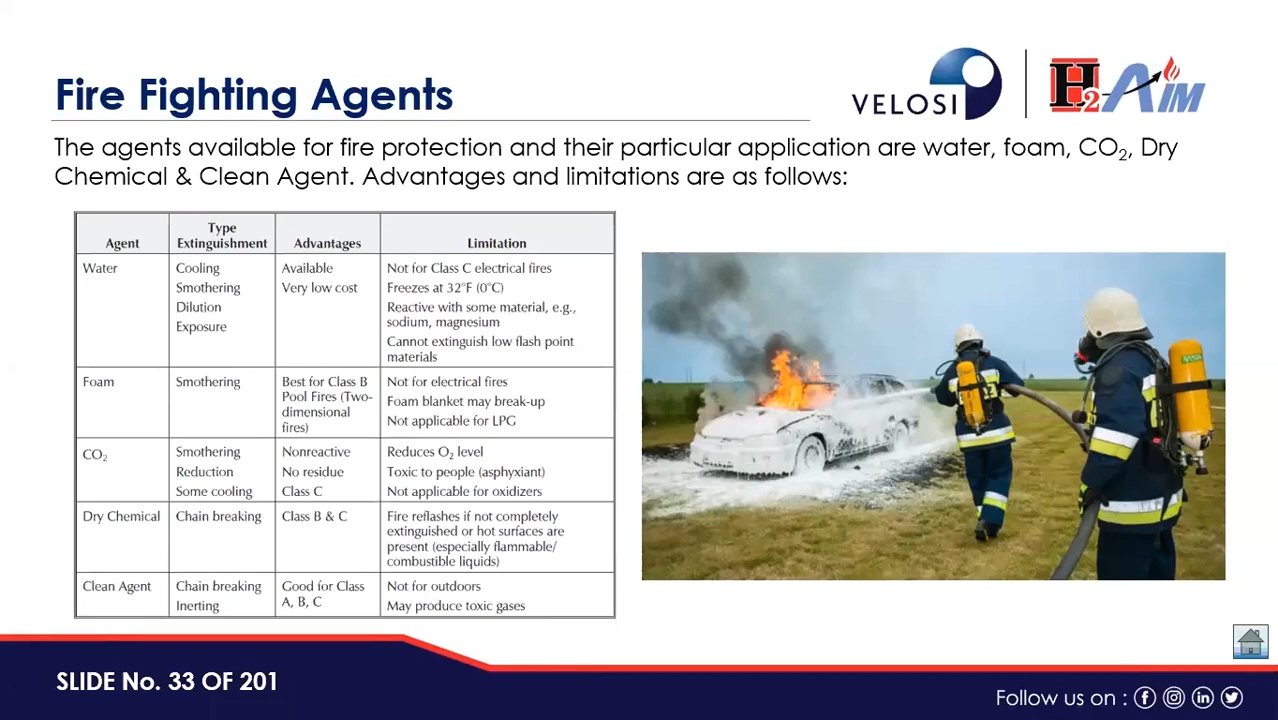 Fire Fighting Agents
VELOSI
H2AIM
The agents available for fire protection and their particular application are water, foam, CO₂, Dry
Chemical & Clean Agent. Advantages and limitations are as follows:
Agent
Type
Extinguishment
Advantages
Limitation
Water
Cooling
Smothering
Dilution
Exposure
Available
Very low cost
Not for Class C electrical fires
Freezes at 32°F (0°C)
Reactive with some material, e.g.,
sodium, magnesium
Cannot extinguish low flash point
materials
Foam
Smothering
Best for Class B
Pool Fires (Two-
dimensional
fires)
Not for electrical fires
Foam blanket may break-up
Not applicable for LPG
CO₂
Smothering
Reduction
Some cooling
Nonreactive
No residue
Class C
Reduces O₂ level
Toxic to people (asphyxiant)
Not applicable for oxidizers
Dry Chemical
Chain breaking
Class B & C
Fire reflashes if not completely
extinguished or hot surfaces are
present (especially flammable/
combustible liquids)
Clean Agent
Chain breaking
Inerting
Good for Class
A, B, C
Not for outdoors
May produce toxic gases
MSA
SLIDE No. 33 OF 201
Follow us on :